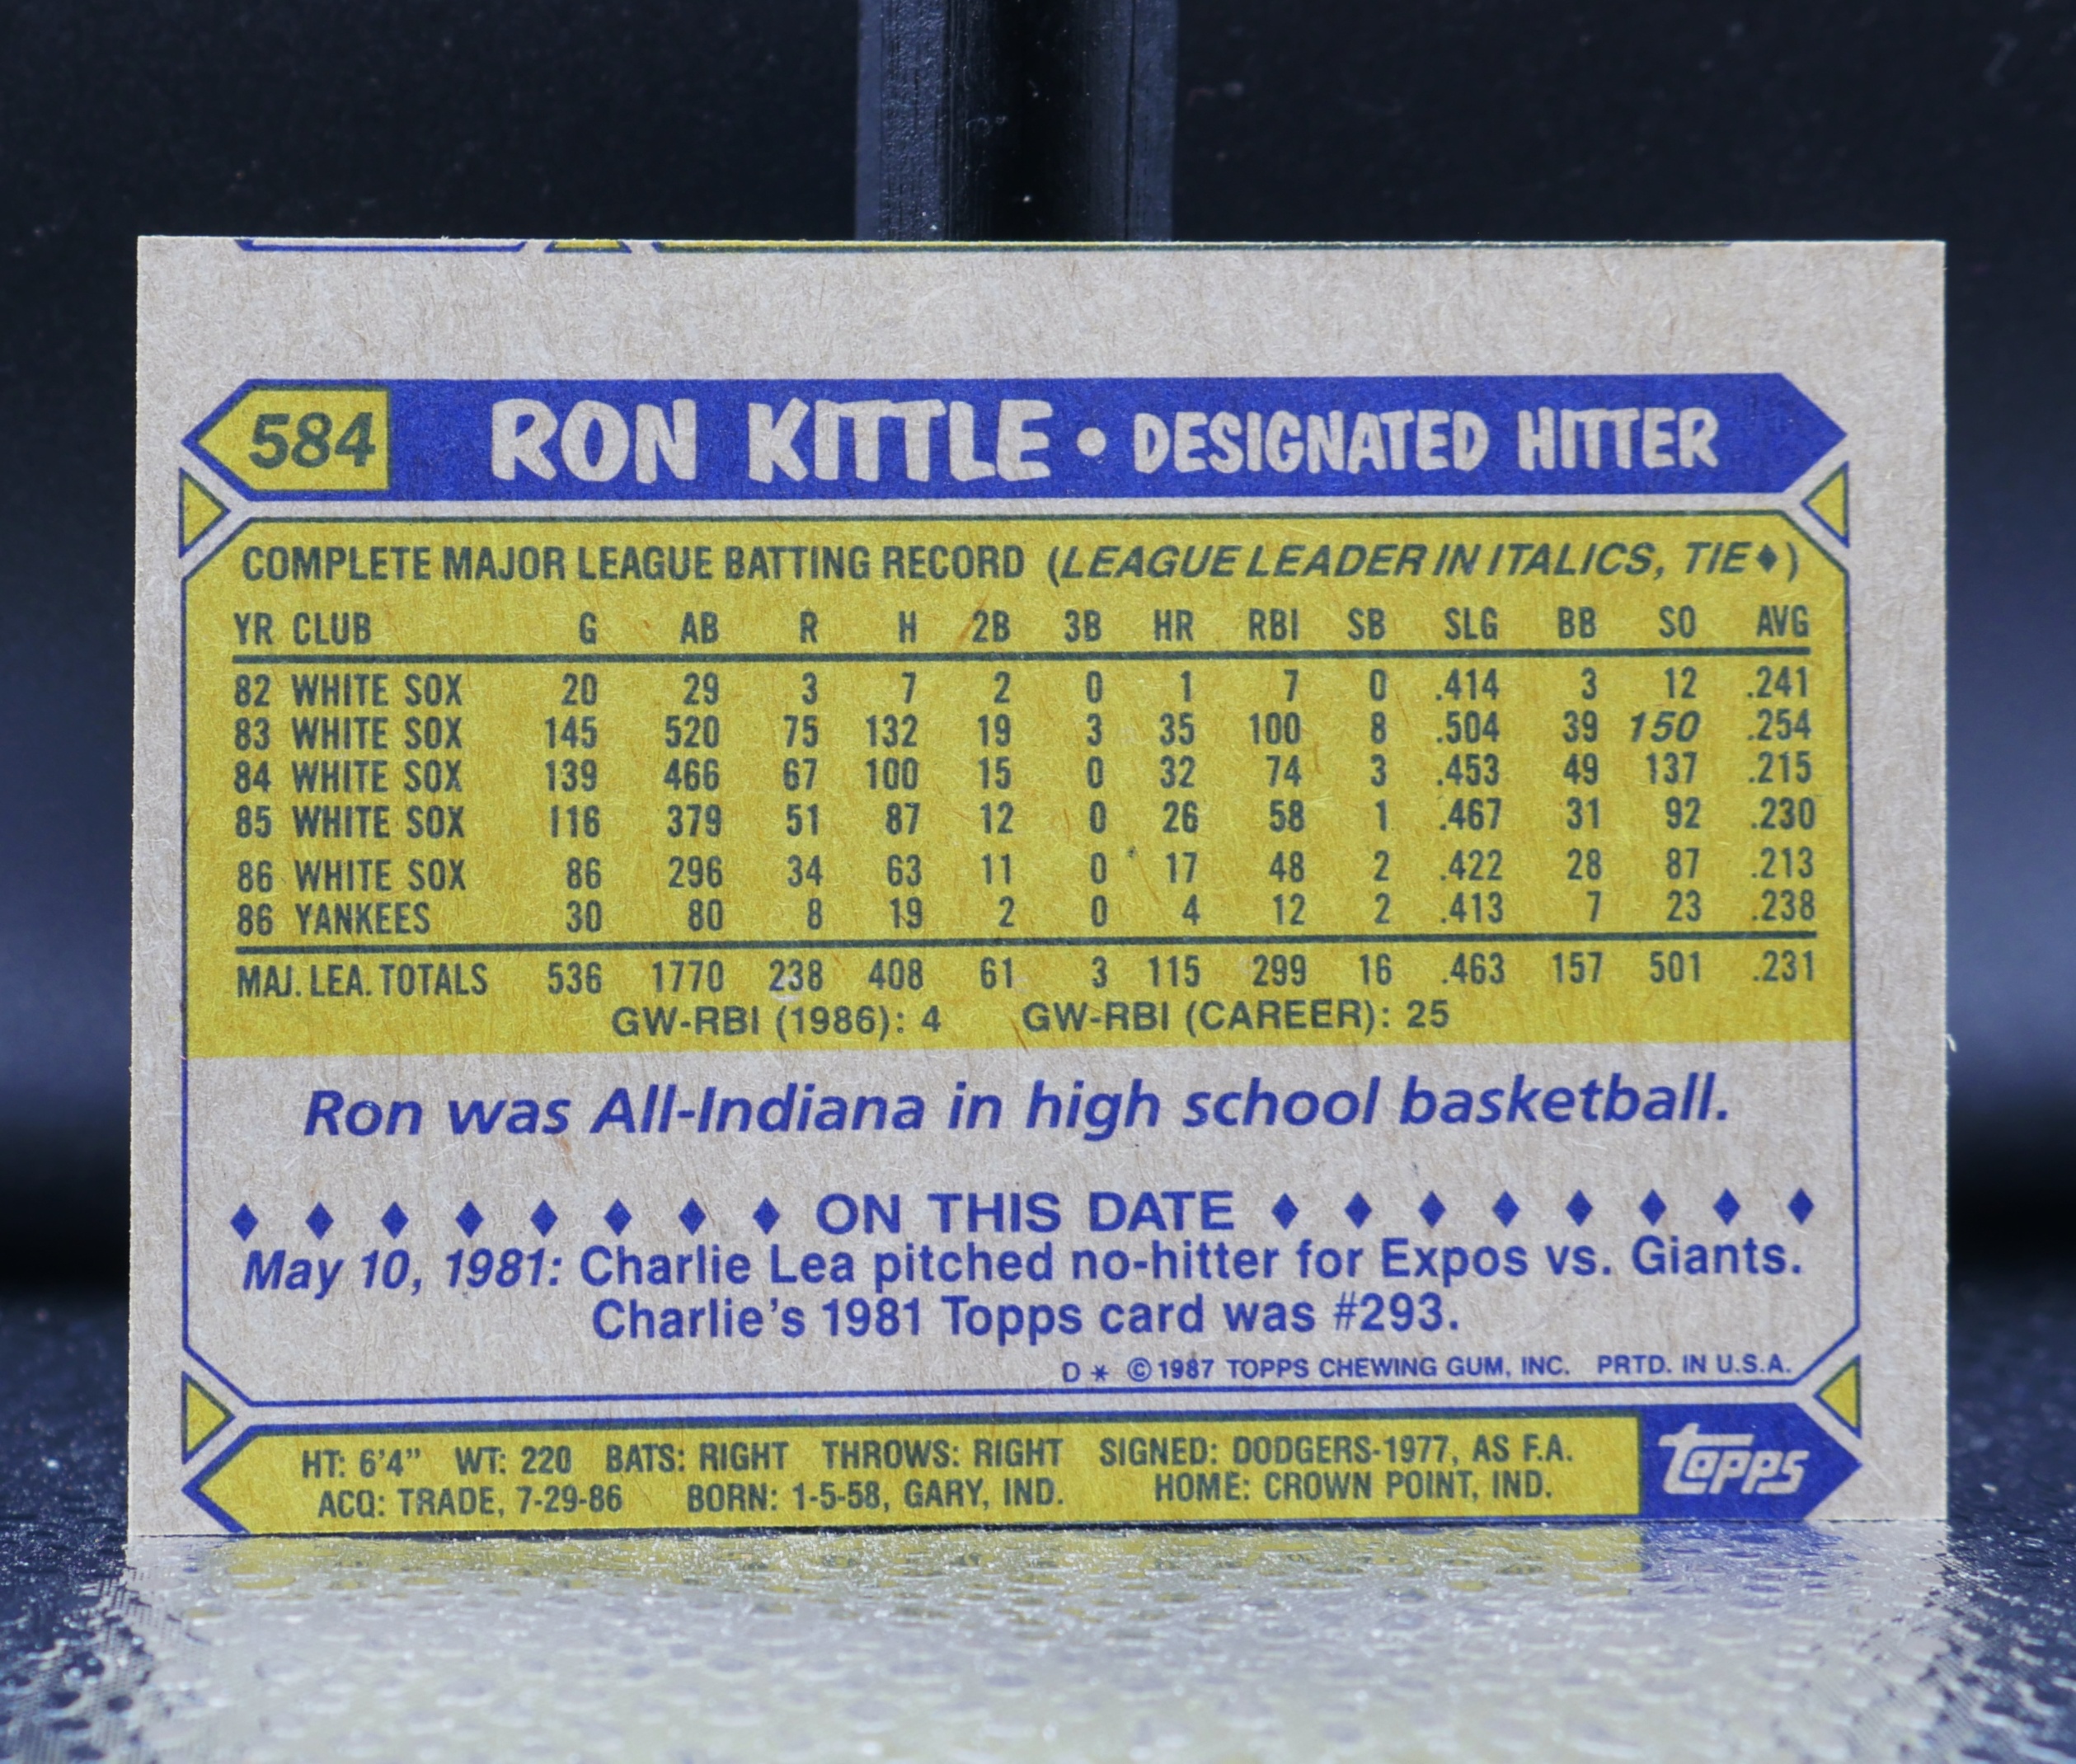 584 RON KITTLE • DESIGNATED HITTER
COMPLETE MAJOR LEAGUE BATTING RECORD (LEAGUE LEADER IN ITALICS, TIE♦)
YR CLUB G AB R H 2B 3B HR RBI SB SLG BB SO AVG
82 WHITE SOX 20 29 3 7 2 0 1 7 0 .414 3 12 .241
83 WHITE SOX 145 520 75 132 19 3 35 100 8 .504 39 150 .254
84 WHITE SOX 139 466 67 100 15 0 32 74 3 .453 49 137 .215
85 WHITE SOX 116 379 51 87 12 0 26 58 1 .467 31 92 .230
86 WHITE SOX 86 296 34 63 11 0 17 48 2 .422 28 87 .213
86 YANKEES 30 80 8 19 2 0 4 12 2 .413 7 23 .238
MAJ. LEA. TOTALS 536 1770 238 408 61 3 115 299 16 .463 157 501 .231
GW-RBI (1986): 4 GW-RBI (CAREER): 25
Ron was All-Indiana in high school basketball.
♦ ♦ ♦ ♦ ♦ ♦ ♦ ♦ ON THIS DATE ♦ ♦ ♦ ♦ ♦ ♦ ♦ ♦
May 10, 1981: Charlie Lea pitched no-hitter for Expos vs. Giants.
Charlie's 1981 Topps card was #293.
D * © 1987 TOPPS CHEWING GUM, INC. PRTD. IN U.S.A.
HT: 6'4" WT: 220 BATS: RIGHT THROWS: RIGHT SIGNED: DODGERS-1977, AS F.A.
ACQ: TRADE, 7-29-86 BORN: 1-5-58, GARY, IND. HOME: CROWN POINT, IND.
topps